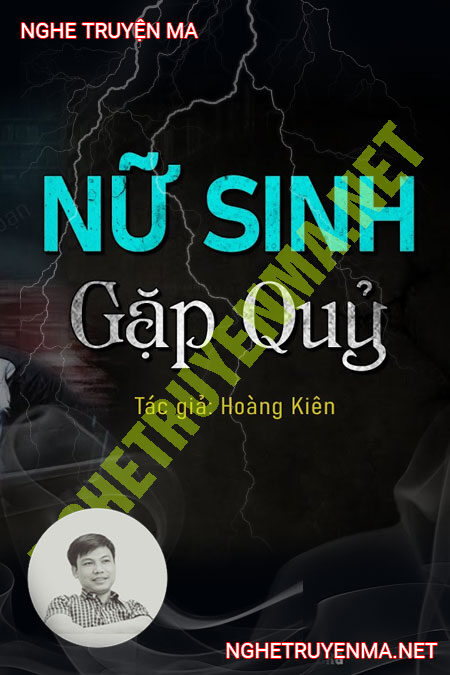 NGHE TRUYỆN MA
NỮ SINH
Gặp Quỷ
Tác giả: Hoàng Kiên
NGHETRUYENMA.NET
NGHETRUYENMA.NET